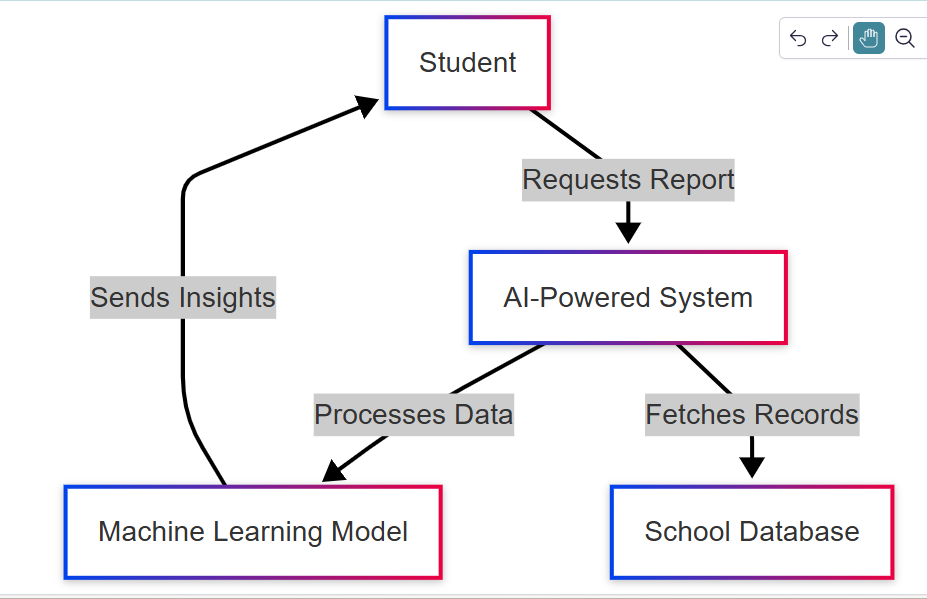 Student
Requests Report
AI-Powered System
Sends Insights
Processes Data
Fetches Records
Machine Learning Model
School Database